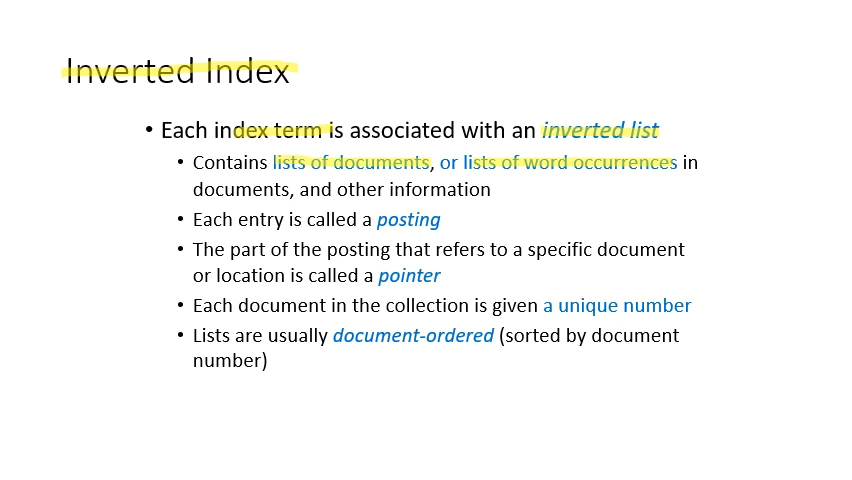 Inverted Index
• Each index term is associated with an inverted list
• Contains lists of documents, or lists of word occurrences in
documents, and other information
• Each entry is called a posting
• The part of the posting that refers to a specific document
or location is called a pointer
• Each document in the collection is given a unique number
• Lists are usually document-ordered (sorted by document
number)